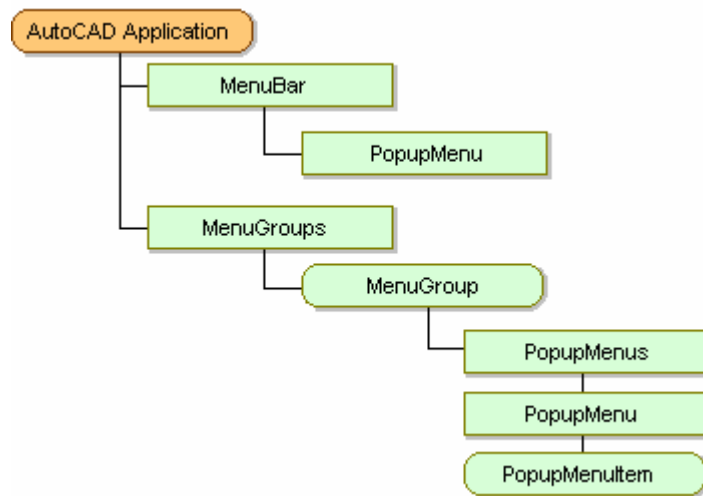 AutoCAD Application
MenuBar
PopupMenu
MenuGroups
MenuGroup
PopupMenus
PopupMenu
PopupMenuItem